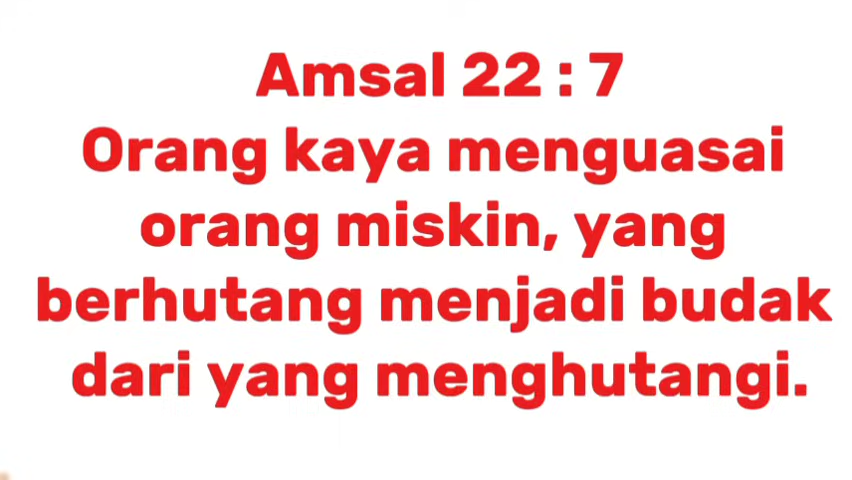 Amsal 22 : 7
Orang kaya menguasai
orang miskin, yang
berhutang menjadi budak
dari yang menghutangi.